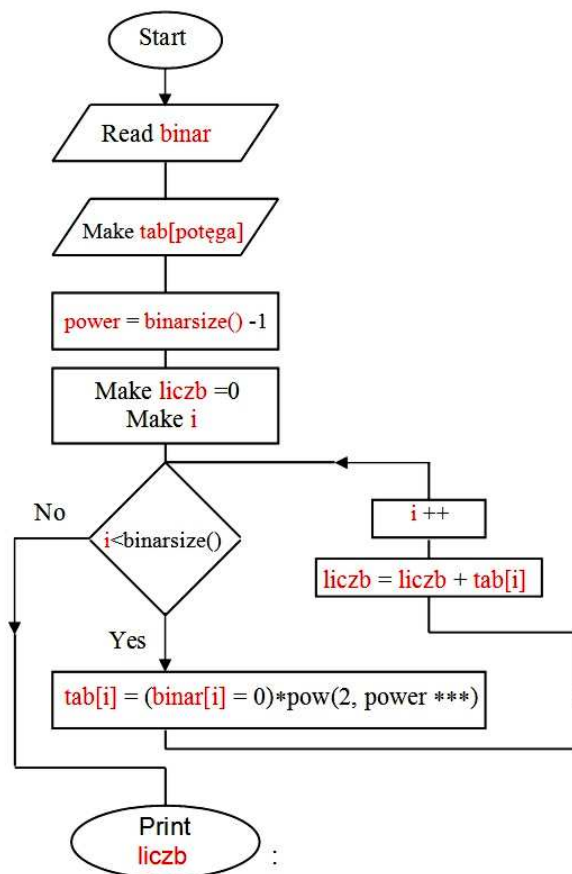 Start
Read binar
Make tab[potęga]
power = binarsize() -1
Make liczb =0
Make i
No
i<binarsize()
i ++
liczb = liczb + tab[i]
Yes
tab[i] = (binar[i] = 0)*pow(2, power ***)
Print
liczb
: